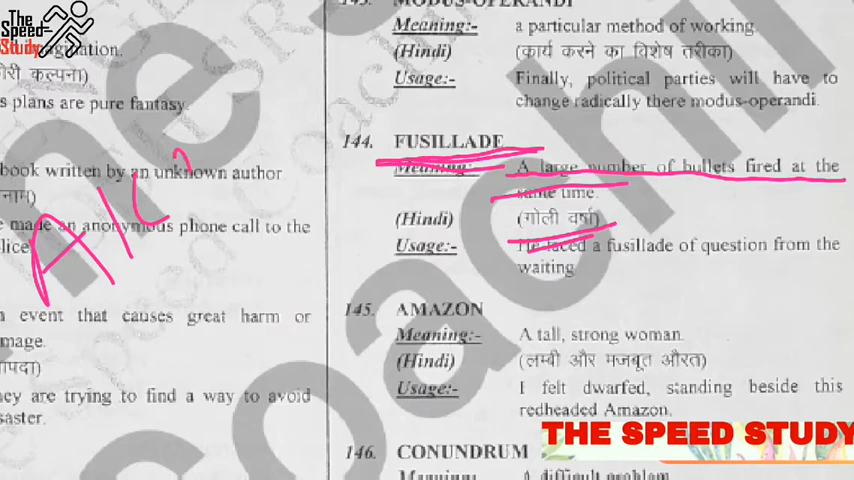 The
Speed-
Study
agination.
ोरी कल्पना)
s plans are pure fantasy.
book written by an unknown author
नाम)
e made an anonymous phone call to the
lice
n event that causes great harm or
mage.
पदा)
ey are trying to find a way to avoid
saster.
A/C?
MODUS-OPERANDI
Meaning:- a particular method of working.
(Hindi) (कार्य करने का विशेष तरीका)
Usage:- Finally, political parties will have to
change radically there modus-operandi.
144. FUSILLADE
Meaning:- A large number of bullets fired at the
same time.
(Hindi) (गोली वर्षा)
Usage:- He faced a fusillade of question from the
waiting
145. AMAZON
Meaning:- A tall, strong woman.
(Hindi) (लम्बी और मजबूत औरत)
Usage:- I felt dwarfed, standing beside this
redheaded Amazon.
146. CONUNDRUM
Meaning: A difficult problem
THE SPEED STUDY